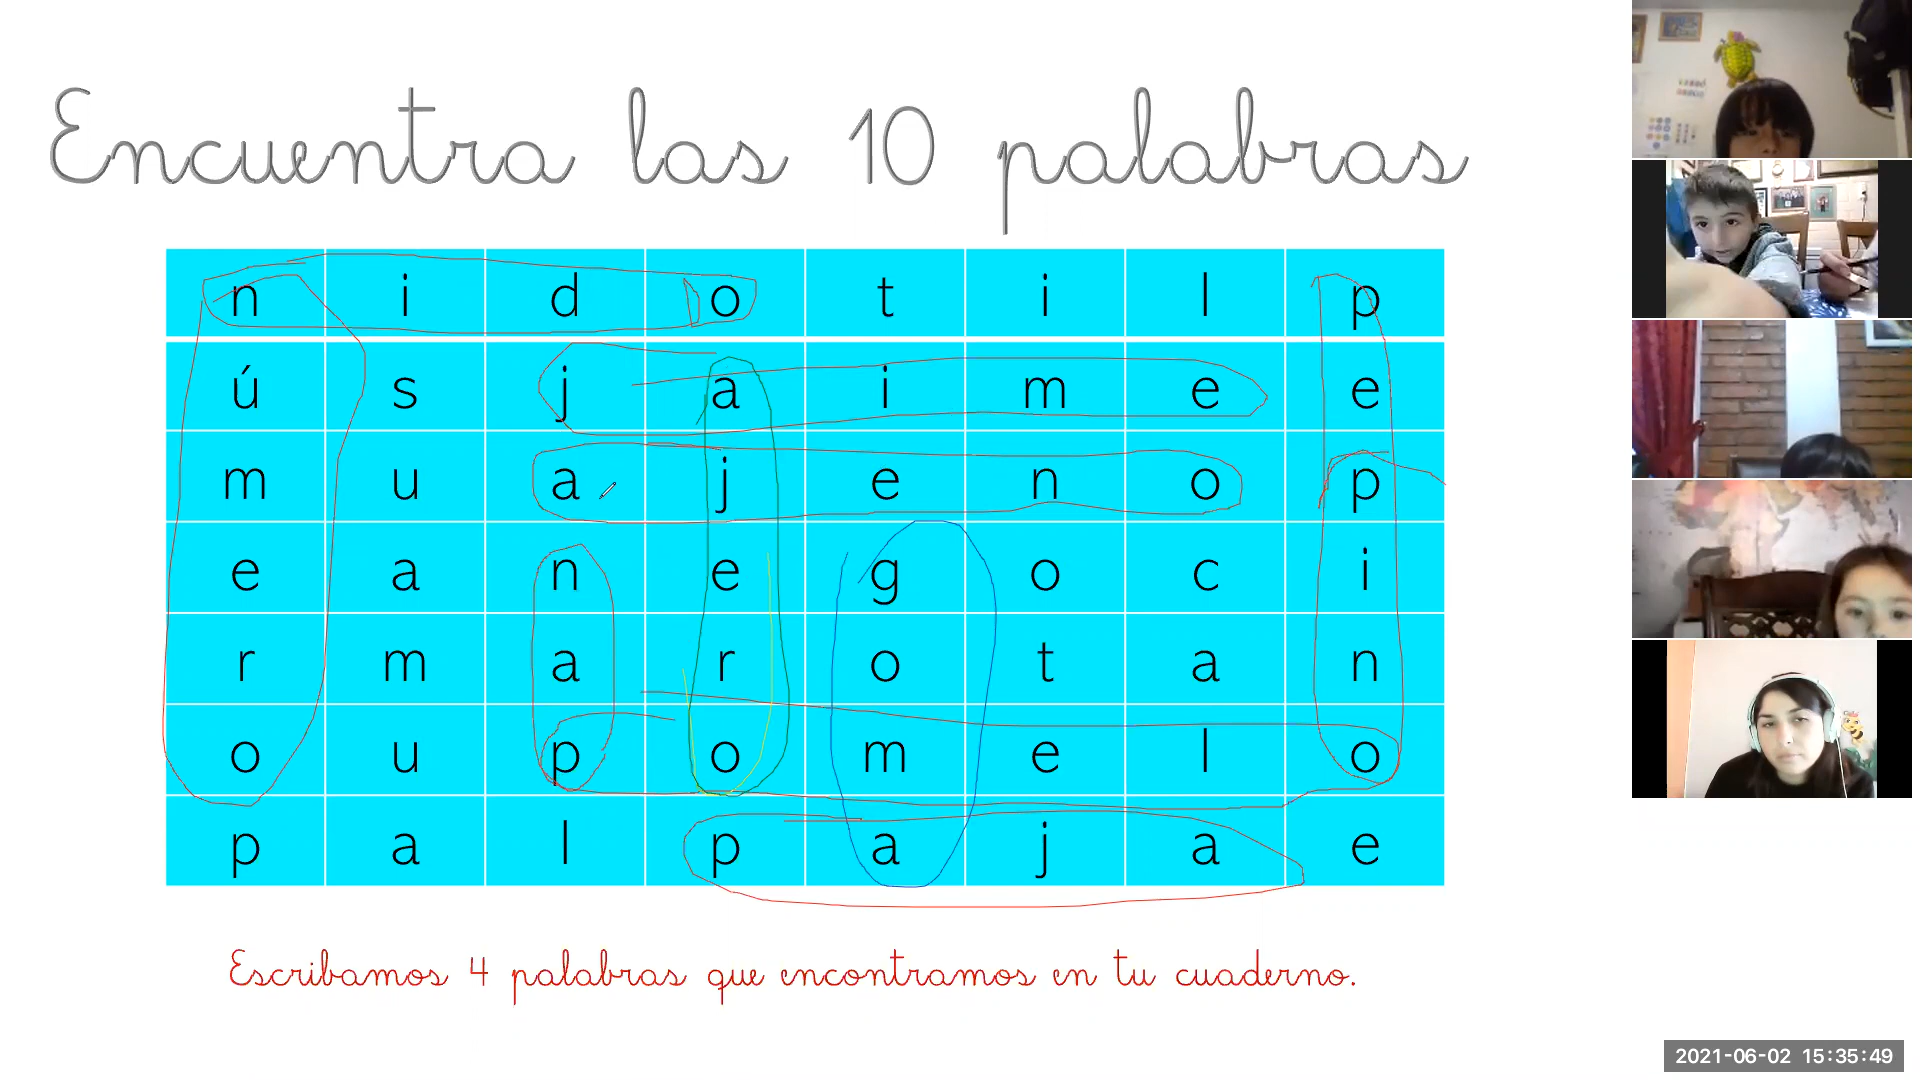 Encuentra las 10 palabras
n i d o t i l p
ú s j a i m e e
m u a j e n o p
e a n e g o c i
r m a r o t a n
o u p o m e l o
p a l p a j a e
Escribamos 4 palabras que encontramos en tu cuaderno.
2021-06-02 15:35:49